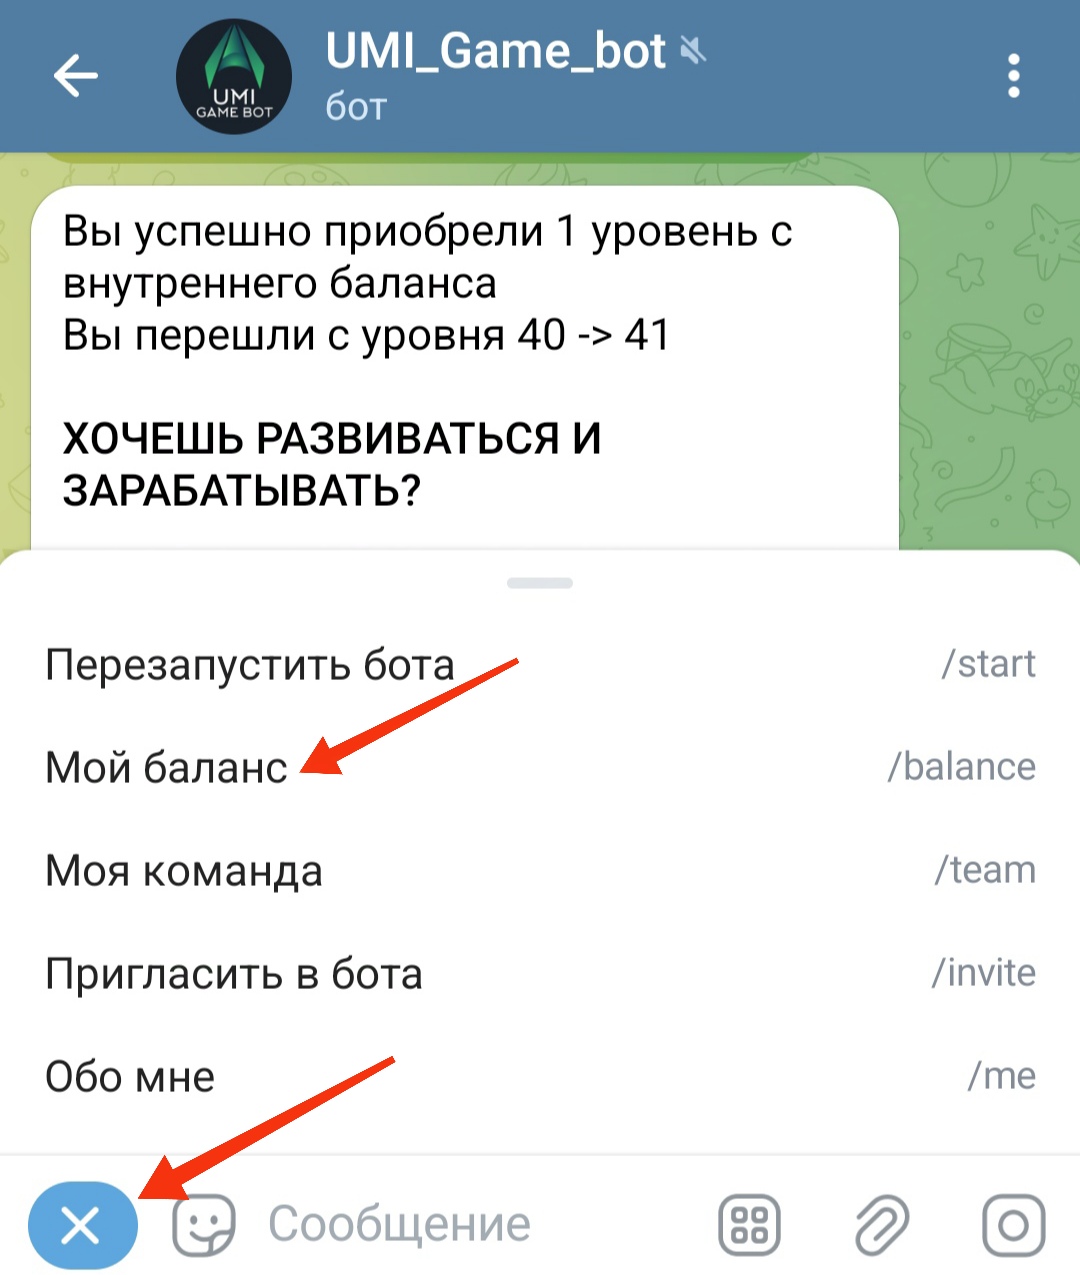 UMI_Game_bot
бот
UMI
GAME BOT
Вы успешно приобрели 1 уровень с
внутреннего баланса
Вы перешли с уровня 40 -> 41
ХОЧЕШЬ РАЗВИВАТЬСЯ И
ЗАРАБАТЫВАТЬ?
Перезапустить бота /start
Мой баланс /balance
Моя команда /team
Пригласить в бота /invite
Обо мне /me
Сообщение